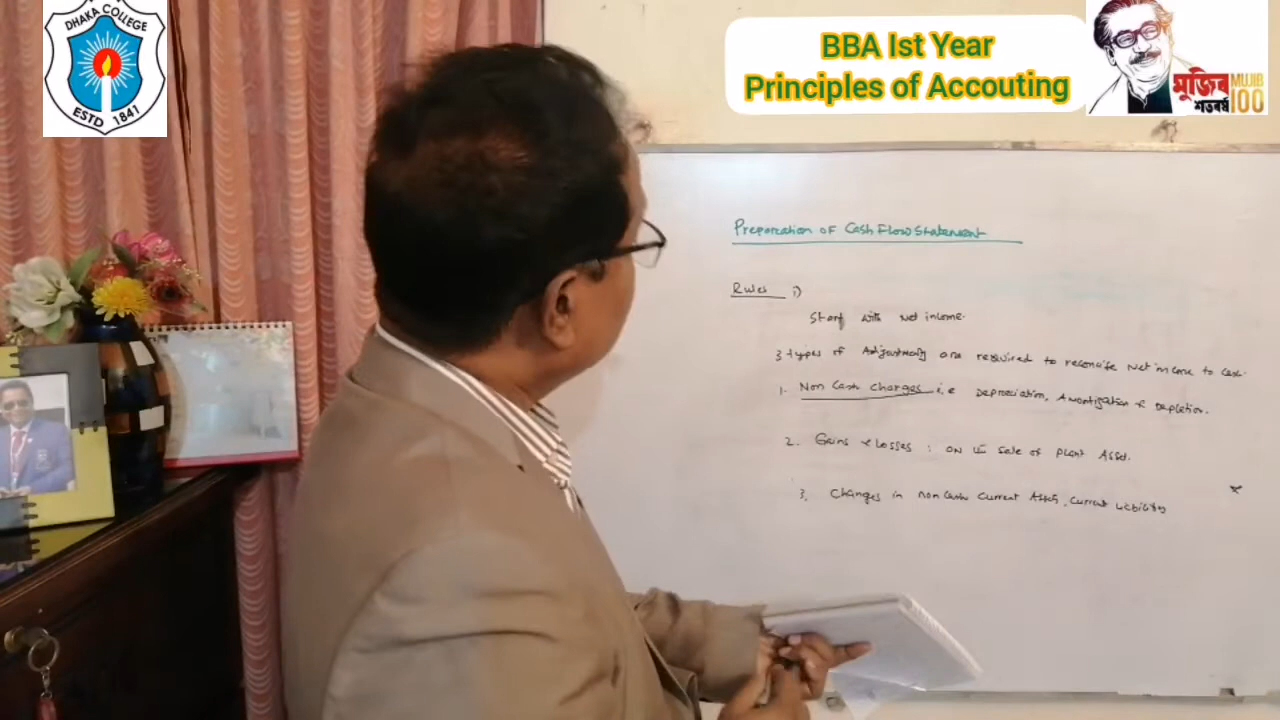 DHAKA COLLEGE
ESTD 1841
BBA Ist Year
Principles of Accouting
মুজিব
শতবর্ষ
MUJIB
100
Preparation of Cash Flow Statement
Rules i)
Start with Net income.
3 types of Adjustments are required to reconcile Net income to cash.
1. Non Cash Charges i.e Depreciation, Amortization & Depletion.
2. Gains & Losses : on the sale of plant Asset.
3. Changes in non cash current Assets, current liability